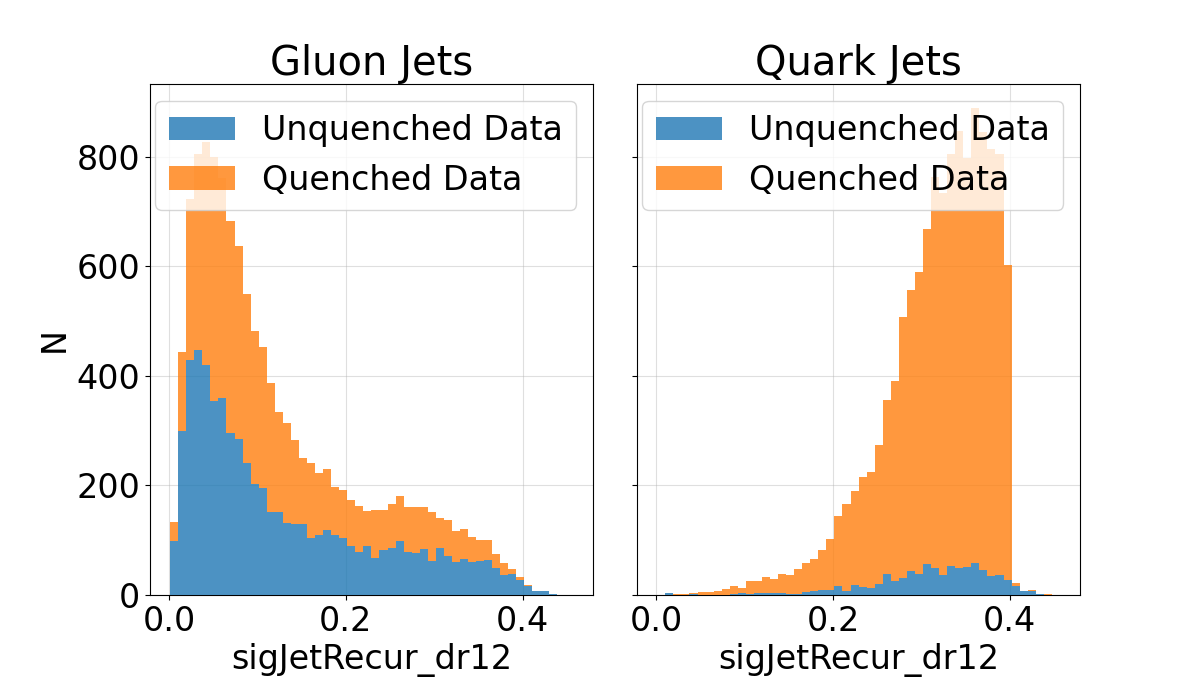 Gluon Jets
Unquenched Data
Quenched Data
800
600
400
200
0
N
0.0 0.2 0.4
sigJetRecur_dr12
Quark Jets
Unquenched Data
Quenched Data
0.0 0.2 0.4
sigJetRecur_dr12